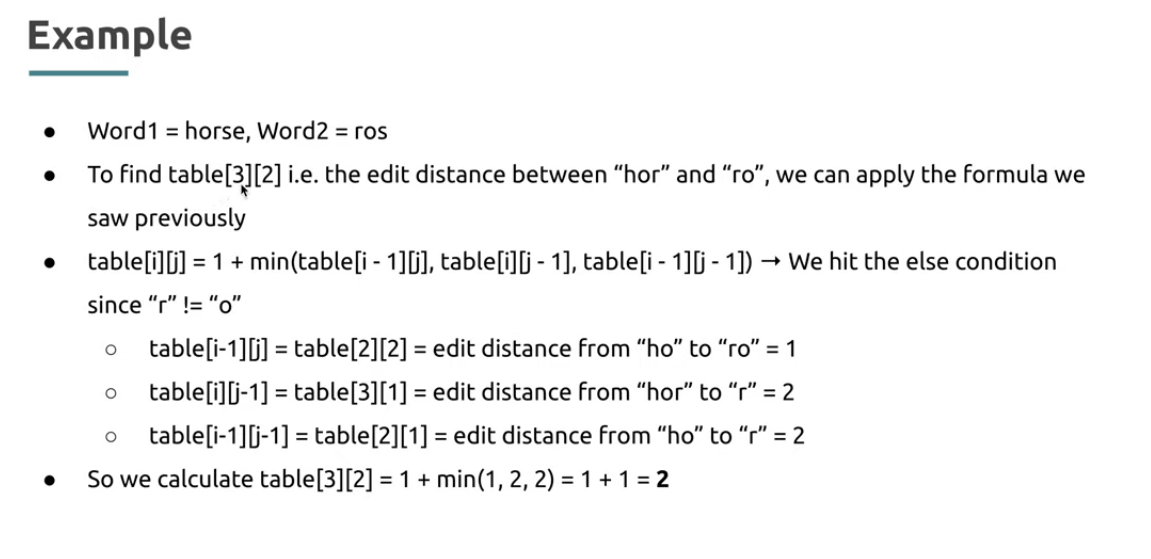 Example
● Word1 = horse, Word2 = ros
● To find table[3][2] i.e. the edit distance between “hor” and “ro”, we can apply the formula we
saw previously
● table[i][j] = 1 + min(table[i - 1][j], table[i][j - 1], table[i - 1][j - 1]) → We hit the else condition
since “r” != “o”
○ table[i-1][j] = table[2][2] = edit distance from “ho” to “ro” = 1
○ table[i][j-1] = table[3][1] = edit distance from “hor” to “r” = 2
○ table[i-1][j-1] = table[2][1] = edit distance from “ho” to “r” = 2
● So we calculate table[3][2] = 1 + min(1, 2, 2) = 1 + 1 = 2